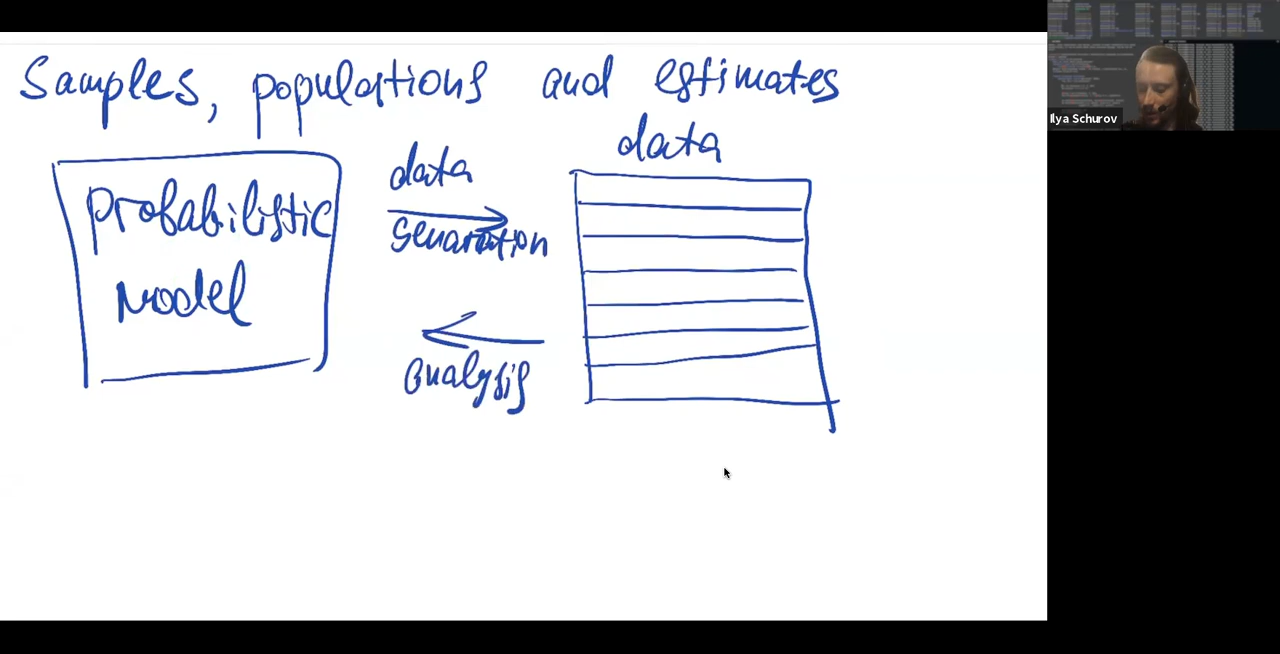 Samples, populations and estimates
probabilistic
model
data
generation
analysis
data
Ilya Schurov